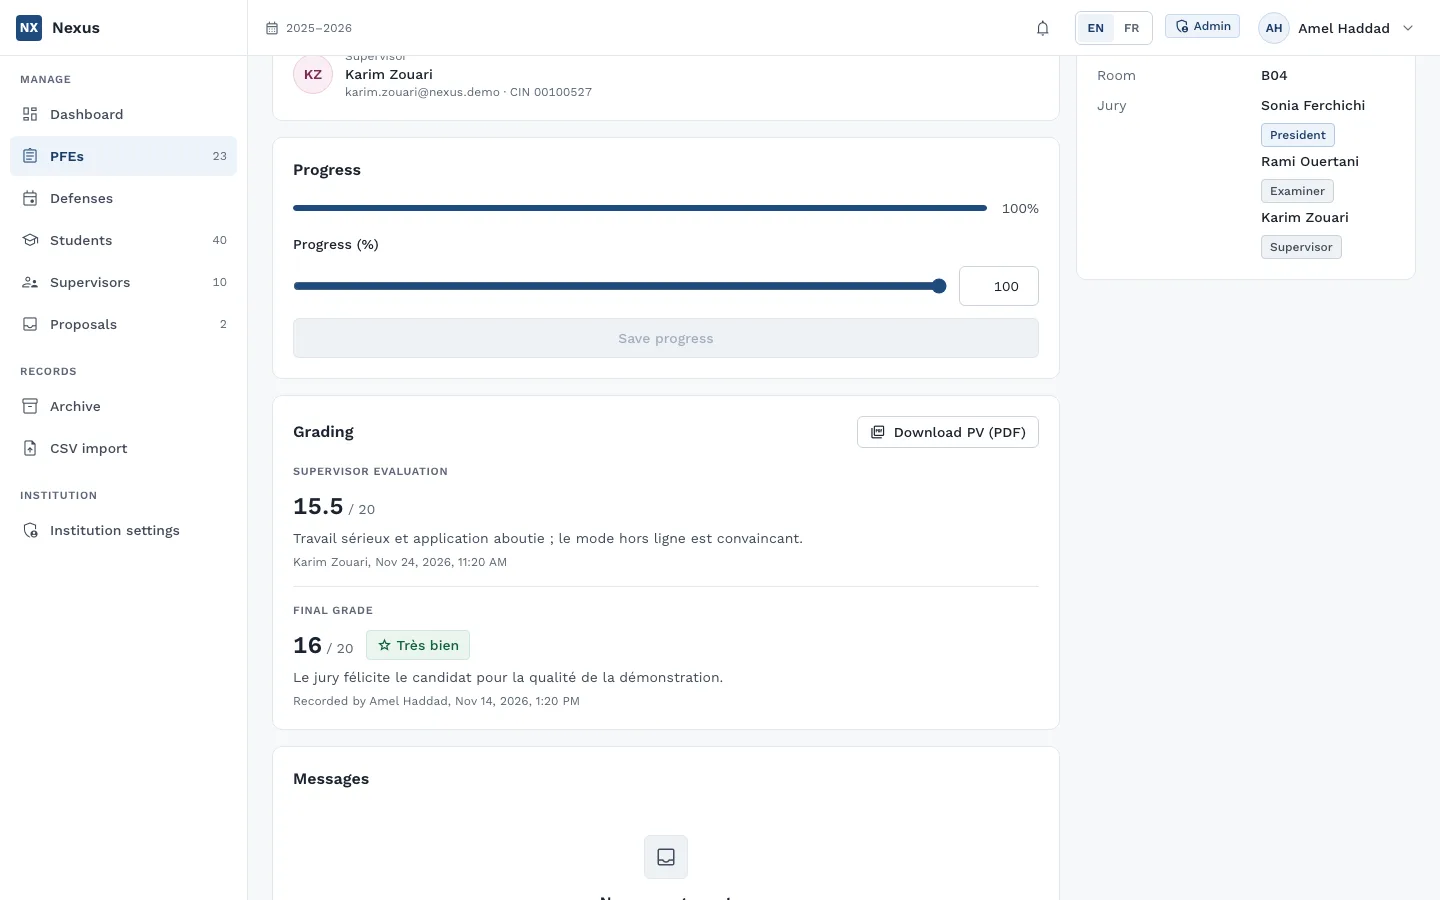 NX Nexus
2025–2026
EN FR
Admin
AH Amel Haddad
MANAGE
Dashboard
PFEs 23
Defenses
Students 40
Supervisors 10
Proposals 2
RECORDS
Archive
CSV import
INSTITUTION
Institution settings
Supervisor
KZ Karim Zouari
karim.zouari@nexus.demo · CIN 00100527
Progress
100%
Progress (%)
100
Save progress
Grading
Download PV (PDF)
SUPERVISOR EVALUATION
15.5 / 20
Travail sérieux et application aboutie ; le mode hors ligne est convaincant.
Karim Zouari, Nov 24, 2026, 11:20 AM
FINAL GRADE
16 / 20 Très bien
Le jury félicite le candidat pour la qualité de la démonstration.
Recorded by Amel Haddad, Nov 14, 2026, 1:20 PM
Messages
Room B04
Jury Sonia Ferchichi
President
Rami Ouertani
Examiner
Karim Zouari
Supervisor